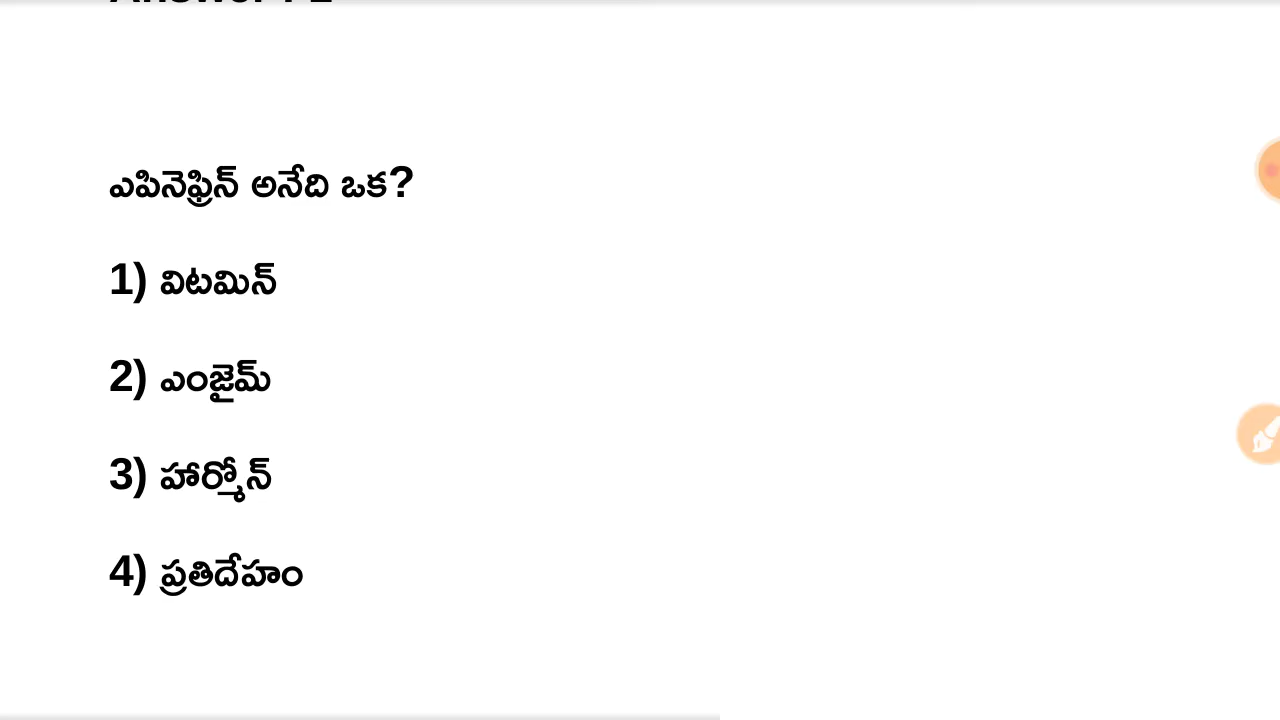 ఎపినెఫ్రిన్ అనేది ఒక?
1) విటమిన్
2) ఎంజైమ్
3) హార్మోన్
4) ప్రతిదేహం